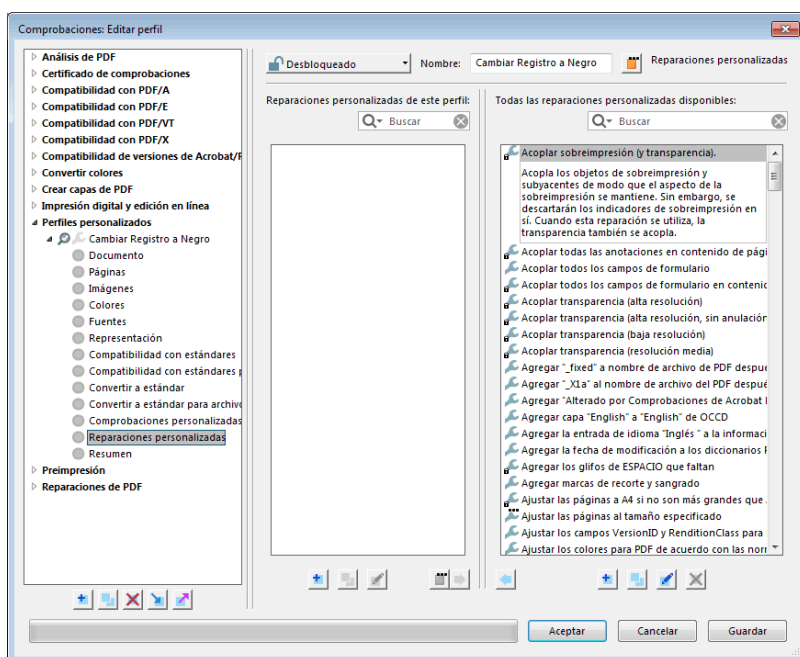 Comprobaciones: Editar perfil
Análisis de PDF
Certificado de comprobaciones
Compatibilidad con PDF/A
Compatibilidad con PDF/E
Compatibilidad con PDF/VT
Compatibilidad con PDF/X
Compatibilidad de versiones de Acrobat/F
Convertir colores
Crear capas de PDF
Impresión digital y edición en línea
Perfiles personalizados
Cambiar Registro a Negro
Documento
Páginas
Imágenes
Colores
Fuentes
Representación
Compatibilidad con estándares
Compatibilidad con estándares p
Convertir a estándar
Convertir a estándar para archivo
Comprobaciones personalizadas
Reparaciones personalizadas
Resumen
Preimpresión
Reparaciones de PDF
Desbloqueado
Nombre:
Cambiar Registro a Negro
Reparaciones personalizadas
Reparaciones personalizadas de este perfil:
Buscar
Todas las reparaciones personalizadas disponibles:
Buscar
Acoplar sobreimpresión (y transparencia).
Acopla los objetos de sobreimpresión y
subyacentes de modo que el aspecto de la
sobreimpresión se mantiene. Sin embargo, se
descartarán los indicadores de sobreimpresión en
sí. Cuando esta reparación se utiliza, la
transparencia también se acopla.
Acoplar todas las anotaciones en contenido de pági
Acoplar todos los campos de formulario
Acoplar todos los campos de formulario en contenic
Acoplar transparencia (alta resolución)
Acoplar transparencia (alta resolución, sin anulación
Acoplar transparencia (baja resolución)
Acoplar transparencia (resolución media)
Agregar "_fixed" a nombre de archivo de PDF despue
Agregar "_X1a" al nombre de archivo del PDF despué
Agregar "Alterado por Comprobaciones de Acrobat I
Agregar capa "English" a "English" de OCCD
Agregar la entrada de idioma "Inglés " a la informaci
Agregar la fecha de modificación a los diccionarios F
Agregar los glifos de ESPACIO que faltan
Agregar marcas de recorte y sangrado
Ajustar las páginas a A4 si no son más grandes que .
Ajustar las páginas al tamaño especificado
Ajustar los campos VersionID y RenditionClass para
Ajustar los colores para PDF de acuerdo con las norr
Aceptar
Cancelar
Guardar